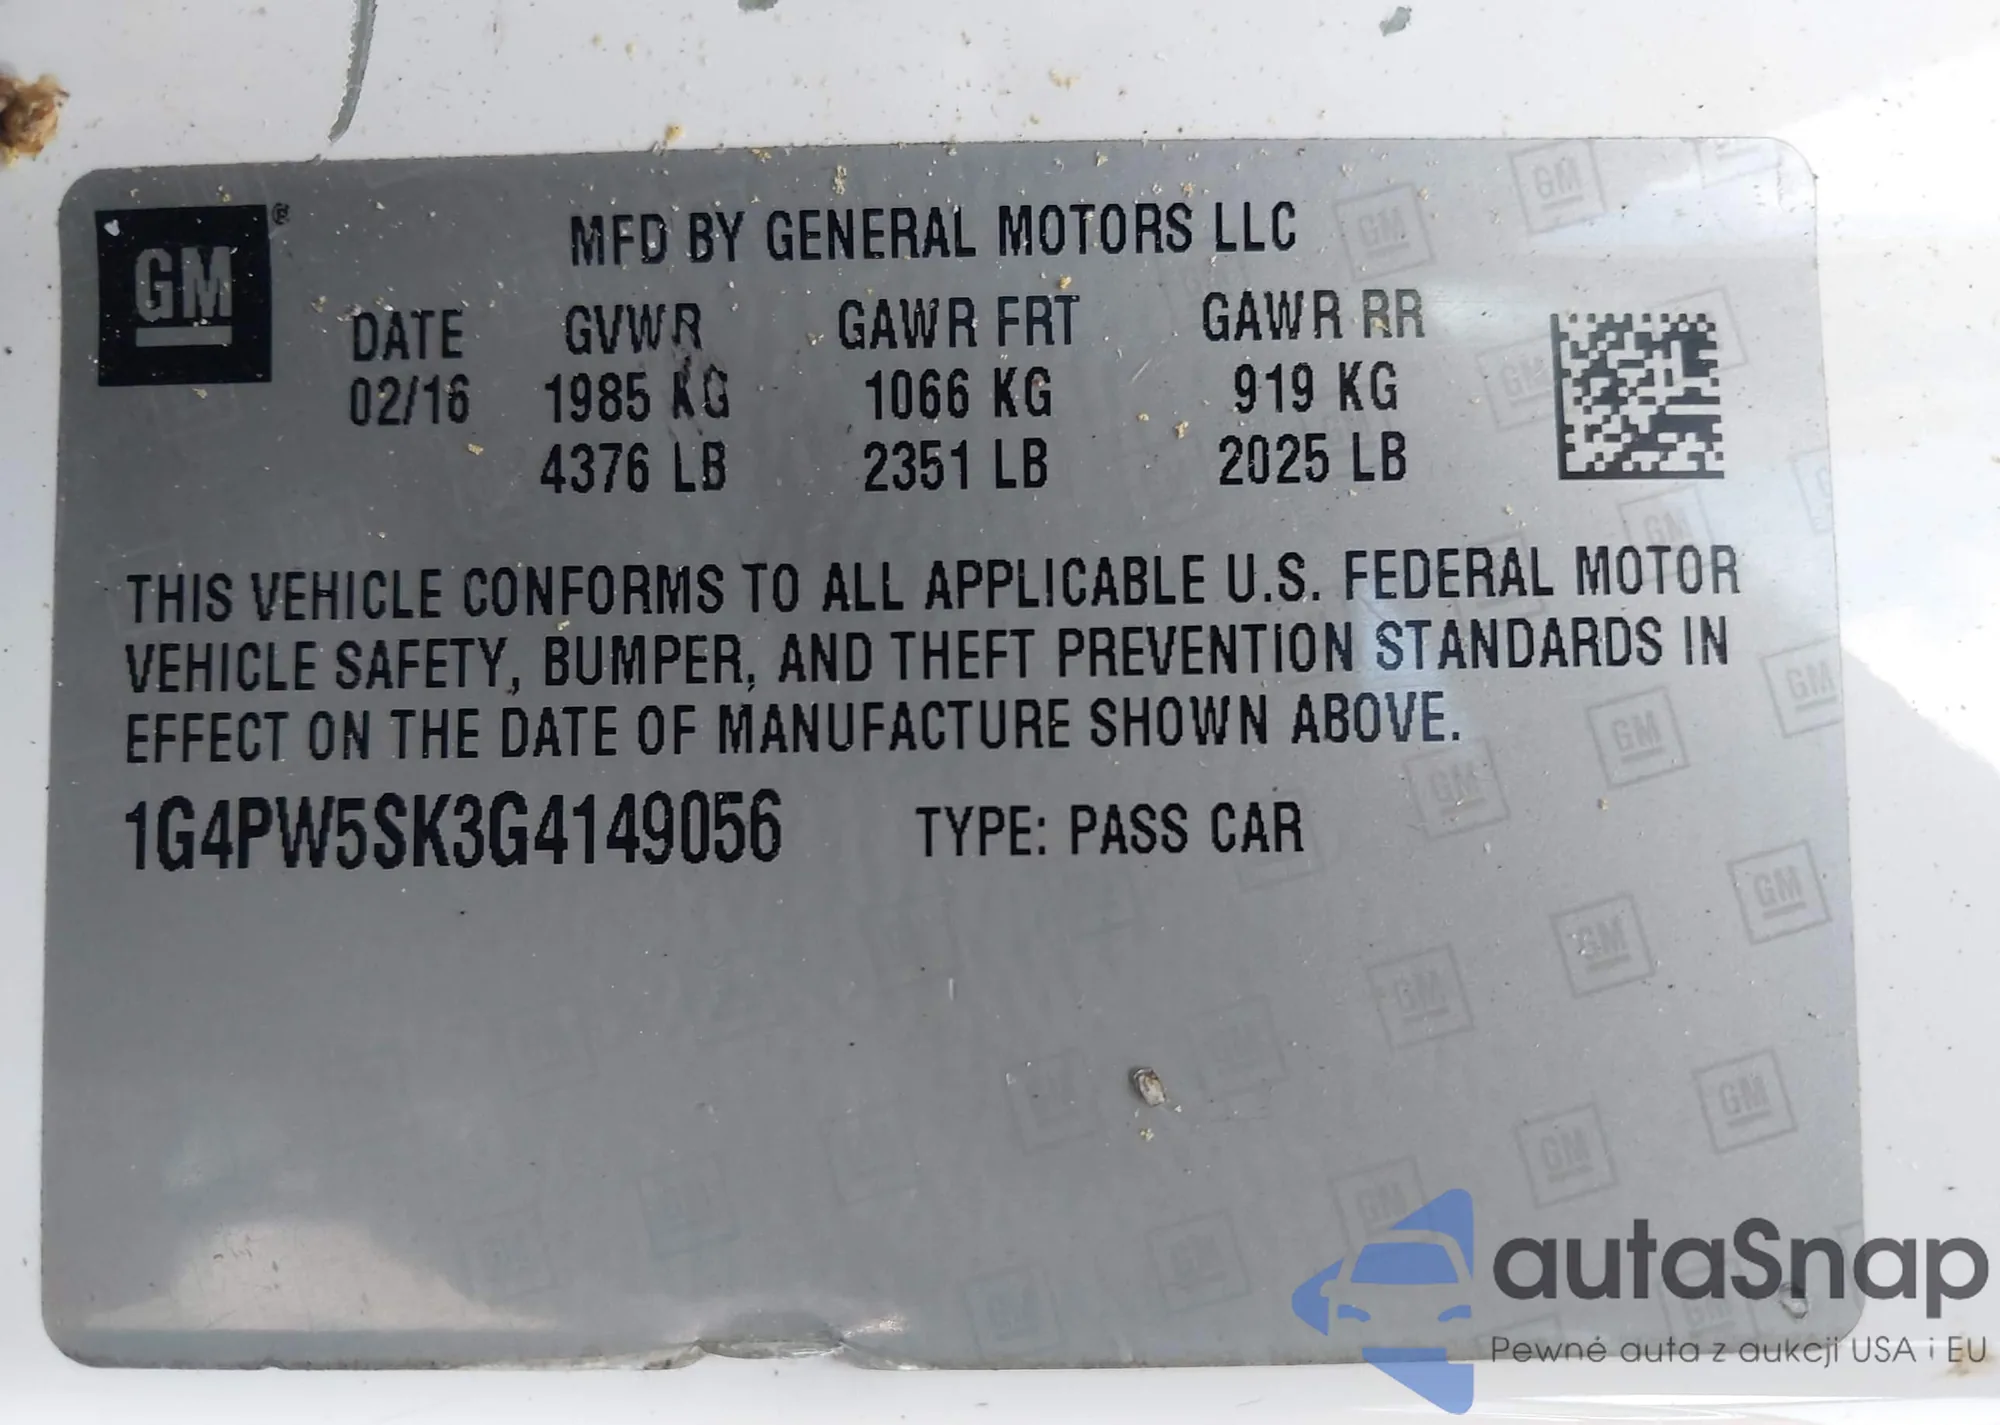 GM®
MFD BY GENERAL MOTORS LLC
DATE GVWR GAWR FRT GAWR RR
02/16 1985 KG 1066 KG 919 KG
4376 LB 2351 LB 2025 LB
THIS VEHICLE CONFORMS TO ALL APPLICABLE U.S. FEDERAL MOTOR
VEHICLE SAFETY, BUMPER, AND THEFT PREVENTION STANDARDS IN
EFFECT ON THE DATE OF MANUFACTURE SHOWN ABOVE.
1G4PW5SK3G4149056 TYPE: PASS CAR
autaSnap
Pewne auta z aukcji USA i EU